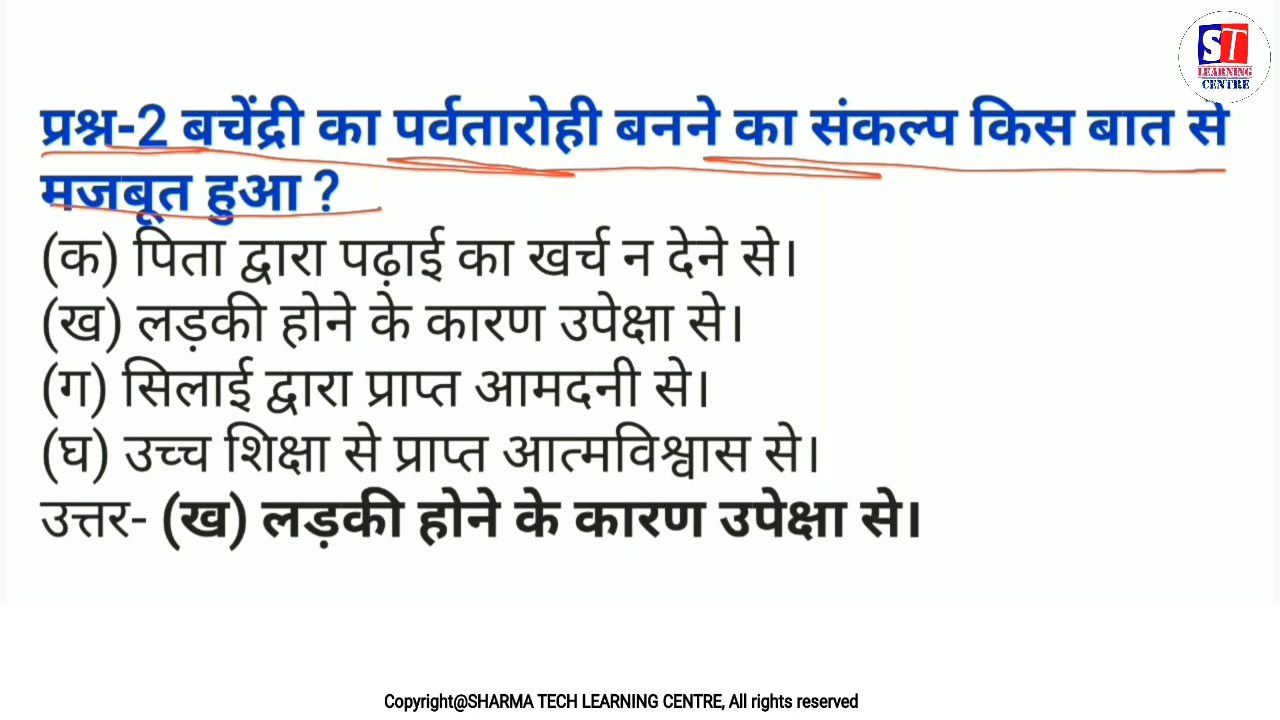 ST
LEARNING
CENTRE
प्रश्न-2 बचेंद्री का पर्वतारोही बनने का संकल्प किस बात से
मजबूत हुआ ?
(क) पिता द्वारा पढ़ाई का खर्च न देने से।
(ख) लड़की होने के कारण उपेक्षा से।
(ग) सिलाई द्वारा प्राप्त आमदनी से।
(घ) उच्च शिक्षा से प्राप्त आत्मविश्वास से।
उत्तर- (ख) लड़की होने के कारण उपेक्षा से।
Copyright@SHARMA TECH LEARNING CENTRE, All rights reserved